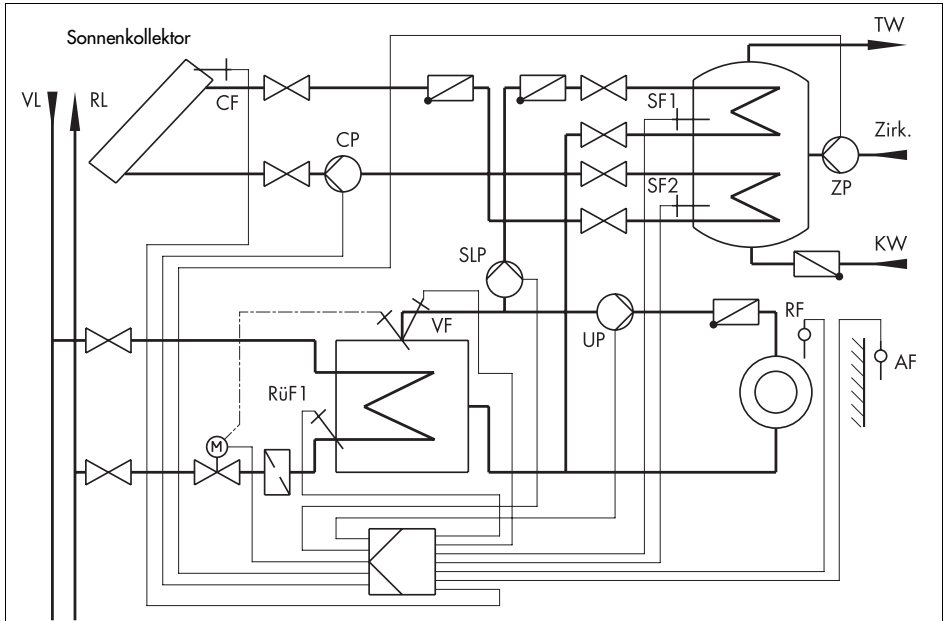 Sonnenkollektor
TW
VL
RL
CF
SF1
CP
Zirk.
ZP
SF2
KW
SLP
VF
UP
RF
AF
RüF1
M